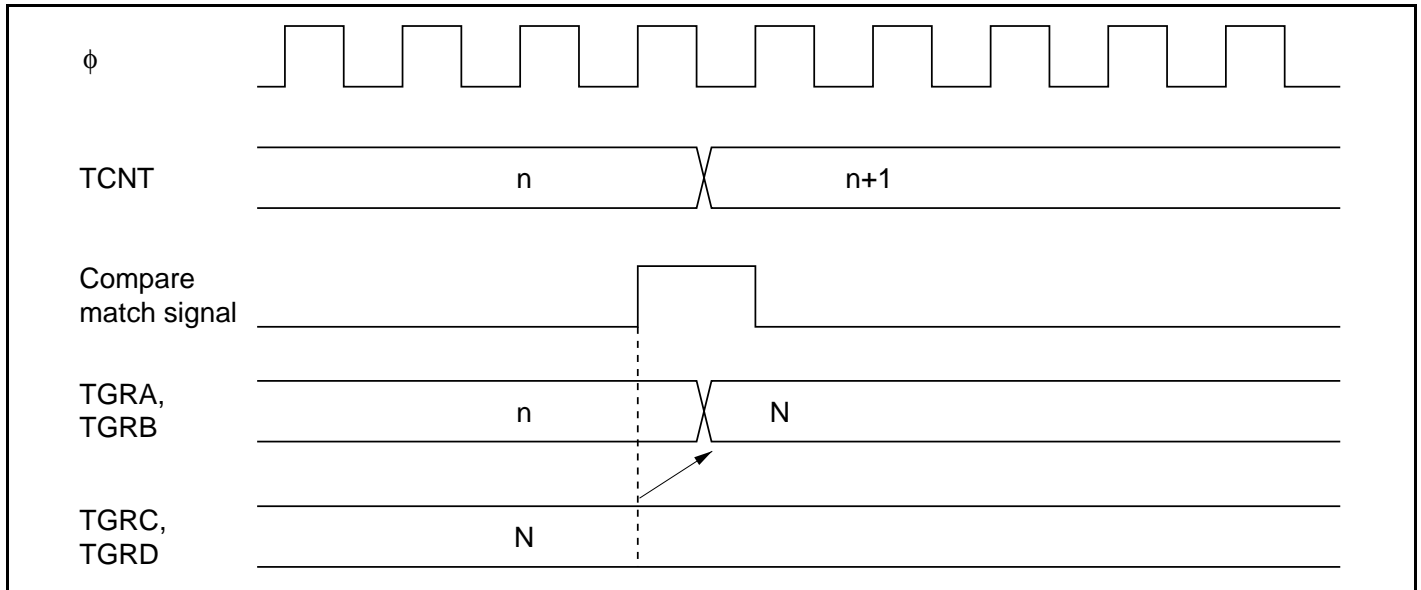 ϕ
TCNT
n
n+1
Compare
match signal
TGRA,
TGRB
n
N
TGRC,
TGRD
N